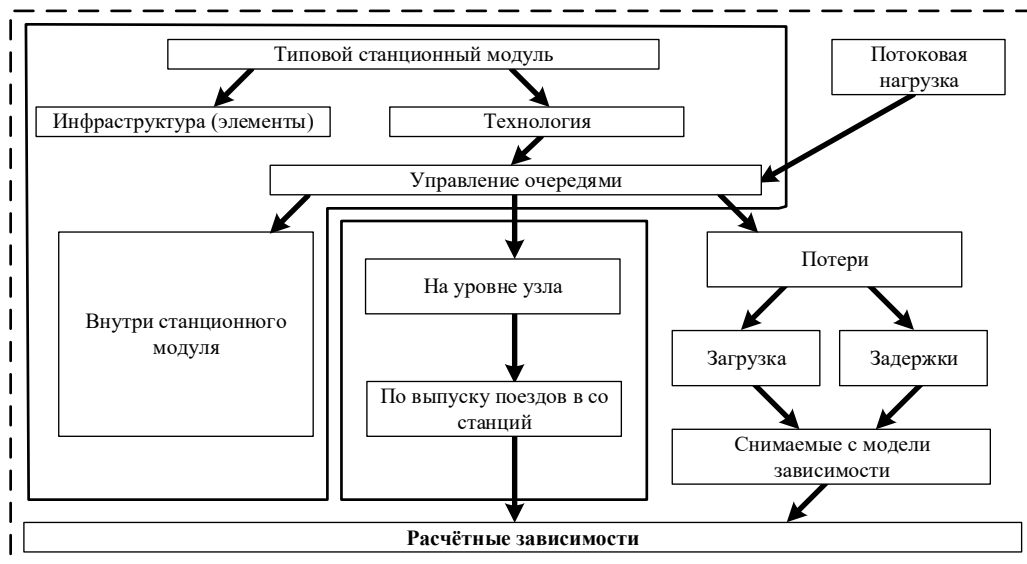 Типовой станционный модуль
Потоковая
нагрузка
Инфраструктура (элементы)
Технология
Управление очередями
Внутри станционного
модуля
На уровне узла
По выпуску поездов в со
станций
Потери
Загрузка
Задержки
Снимаемые с модели
зависимости
Расчётные зависимости